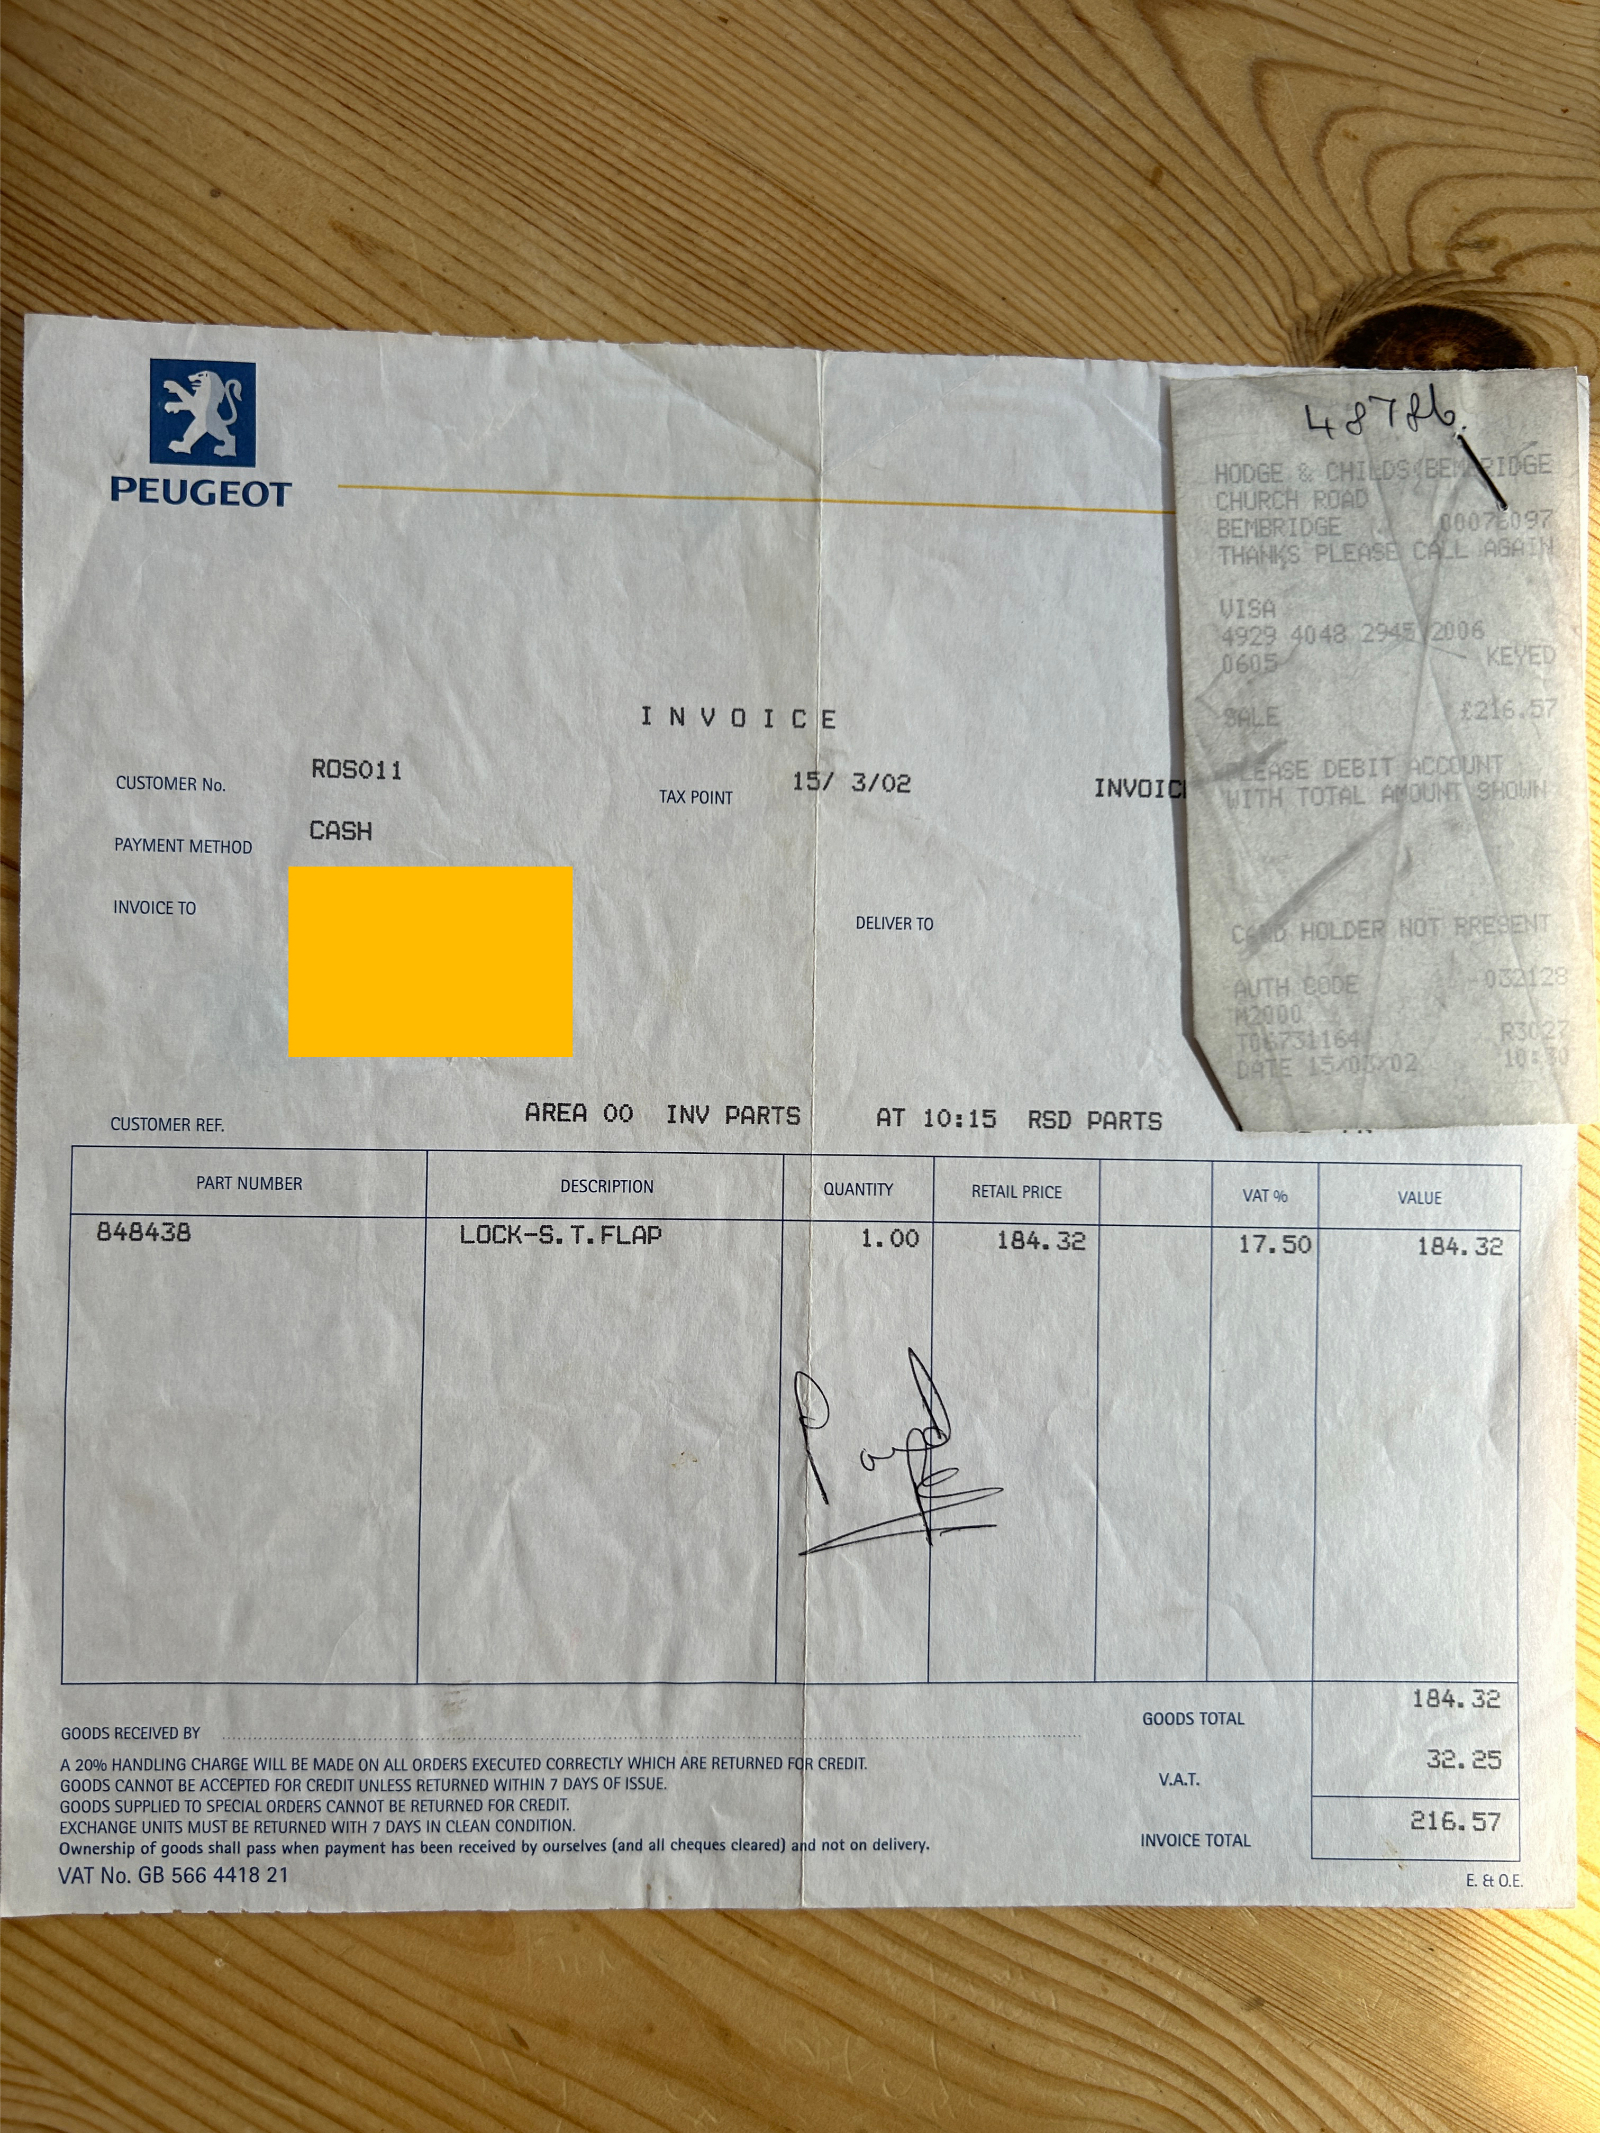 PEUGEOT
48786.
HODGE & CHILDS(BEMBRIDGE
CHURCH ROAD
BEMBRIDGE
THANKS PLEASE CALL AGAIN
VISA
4929 4048 2945 2006
0605 KEYED
SALE £216.57
PLEASE DEBIT ACCOUNT
WITH TOTAL AMOUNT SHOWN
CARD HOLDER NOT PRESENT
AUTH CODE 032128
M2000
T06731164 R3027
DATE 15/03/02 10:30
INVOICE
CUSTOMER No. ROS011
TAX POINT 15/ 3/02
PAYMENT METHOD CASH
INVOICE TO
DELIVER TO
CUSTOMER REF. AREA 00 INV PARTS AT 10:15 RSD PARTS
PART NUMBER DESCRIPTION QUANTITY RETAIL PRICE VAT % VALUE
848438 LOCK-S.T.FLAP 1.00 184.32 17.50 184.32
Paid
GOODS TOTAL 184.32
GOODS RECEIVED BY
A 20% HANDLING CHARGE WILL BE MADE ON ALL ORDERS EXECUTED CORRECTLY WHICH ARE RETURNED FOR CREDIT.
GOODS CANNOT BE ACCEPTED FOR CREDIT UNLESS RETURNED WITHIN 7 DAYS OF ISSUE.
V.A.T. 32.25
GOODS SUPPLIED TO SPECIAL ORDERS CANNOT BE RETURNED FOR CREDIT.
EXCHANGE UNITS MUST BE RETURNED WITH 7 DAYS IN CLEAN CONDITION.
INVOICE TOTAL 216.57
Ownership of goods shall pass when payment has been received by ourselves (and all cheques cleared) and not on delivery.
VAT No. GB 566 4418 21
E. & O.E.